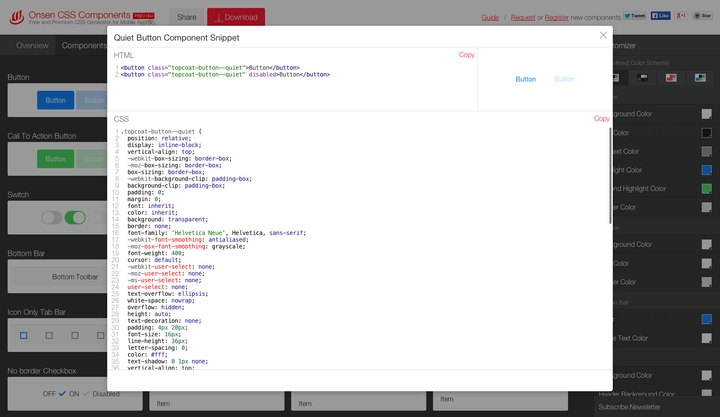 Onsen CSS Components
Free and Premium CSS Generator for Mobile Apps
Share
Download
Guide / Request or Register new components
Tweet
Like
+1
Star
Overview
Components
Quiet Button Component Snippet
HTML
Copy
1 <button class="topcoat-button--quiet">Button</button>
2 <button class="topcoat-button--quiet" disabled>Button</button>
Button
Button
CSS
Copy
1 .topcoat-button--quiet {
2 position: relative;
3 display: inline-block;
4 vertical-align: top;
5 -webkit-box-sizing: border-box;
6 -moz-box-sizing: border-box;
7 box-sizing: border-box;
8 -webkit-background-clip: padding-box;
9 background-clip: padding-box;
10 padding: 0;
11 margin: 0;
12 font: inherit;
13 color: inherit;
14 background: transparent;
15 border: none;
16 font-family: 'Helvetica Neue', Helvetica, sans-serif;
17 -webkit-font-smoothing: antialiased;
18 -moz-osx-font-smoothing: grayscale;
19 font-weight: 400;
20 cursor: default;
21 -webkit-user-select: none;
22 -moz-user-select: none;
23 -ms-user-select: none;
24 user-select: none;
25 text-overflow: ellipsis;
26 white-space: nowrap;
27 overflow: hidden;
28 height: auto;
29 text-decoration: none;
30 padding: 4px 20px;
31 font-size: 16px;
32 line-height: 36px;
33 letter-spacing: 0;
34 color: #fff;
35 text-shadow: 0 1px none;
36 vertical-align: top;
Button
Button
Call To Action Button
Button
Switch
Bottom Bar
Bottom Toolbar
Icon Only Tab Bar
No border Checkbox
OFF ON Disabled
Item
Item
Item
Color Scheme
Color
Color
Color
Color
Highlight Color
Color
Color
Color
Color
Bar
Color
Text Color
Color
Header Background Color
Subscribe Newsletter